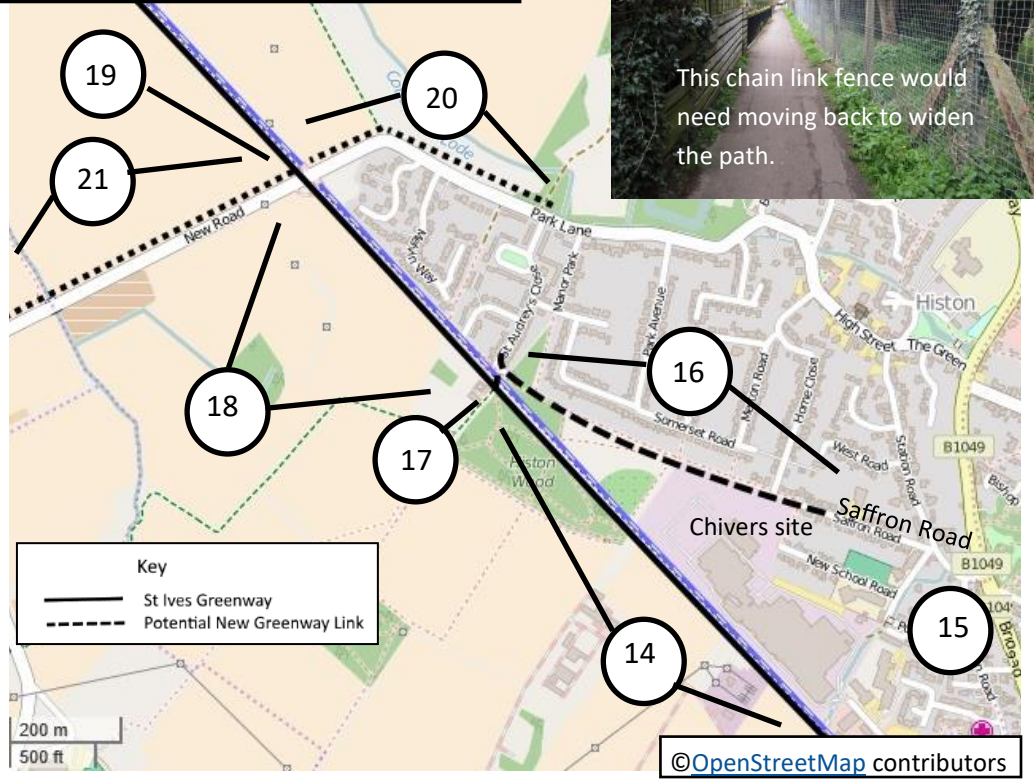 This chain link fence would
need moving back to widen
the path.
19
20
21
New Road
Park Lane
Manor Park
St Audrey's Close
Park Avenue
High Street
The Green
Histon
18
16
17
Merton Road
Home Close
Somerset Road
West Road
Station Road
B1049
Histon
Wood
Saffron Road
Chivers site
Saffron Road
New School Road
B1049
Key
St Ives Greenway
Potential New Greenway Link
14
15
200 m
500 ft
©OpenStreetMap contributors